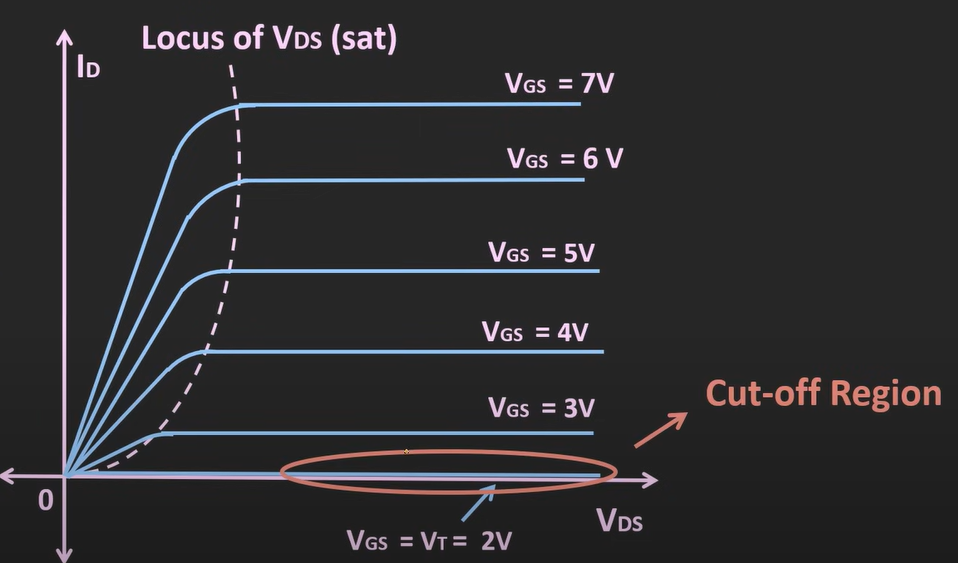 Locus of VDS (sat)
ID
VGS = 7V
VGS = 6 V
VGS = 5V
VGS = 4V
Cut-off Region
VGS = 3V
0
VDS
VGS = VT = 2V